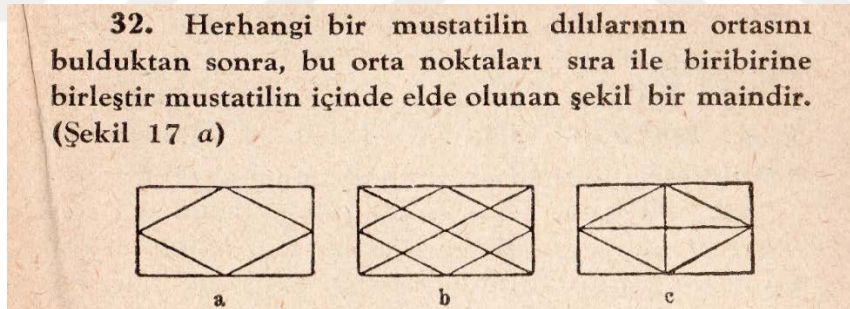 32. Herhangi bir mustatilin dılılarının ortasını
bulduktan sonra, bu orta noktaları sıra ile biribirine
birleştir mustatilin içinde elde olunan şekil bir maindir.
(Şekil 17 a)
a b c